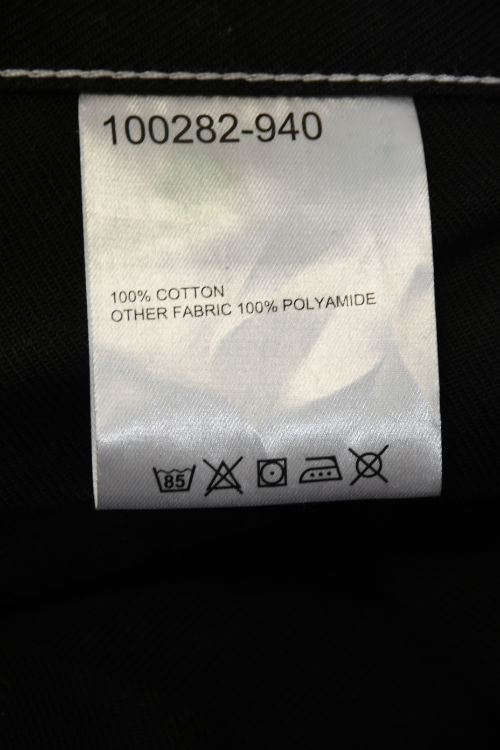 100282-940
100% COTTON
OTHER FABRIC 100% POLYAMIDE
85